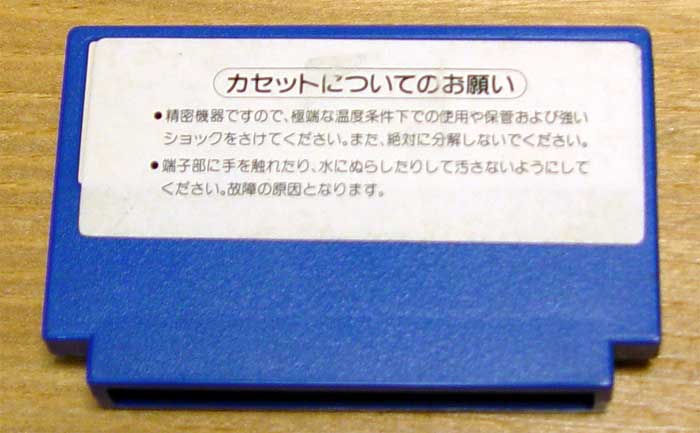 カセットについてのお願い
●精密機器ですので、極端な温度条件下での使用や保管および強い
ショックをさけてください。また、絶対に分解しないでください。
●端子部に手を触れたり、水にぬらしたりして汚さないようにして
ください。故障の原因となります。